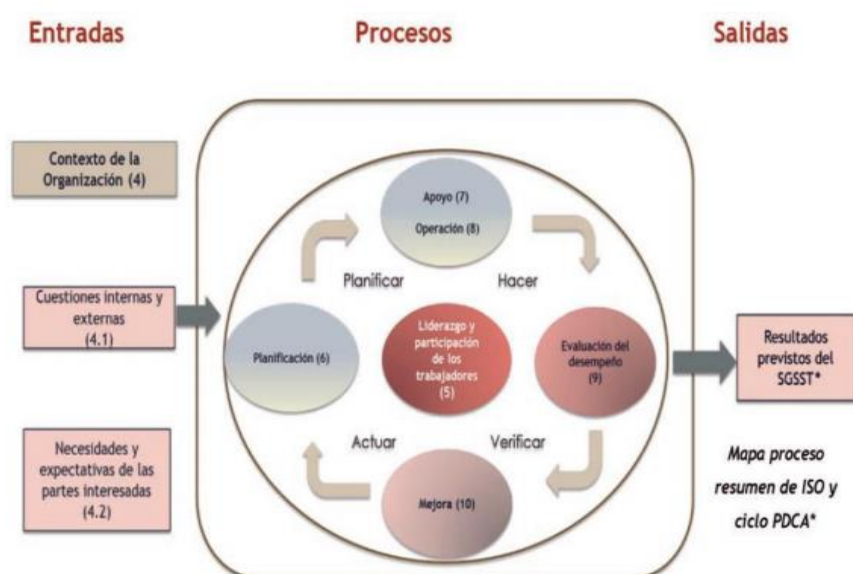 Entradas
Procesos
Salidas
Contexto de la
Organización (4)
Cuestiones internas y
externas
(4.1)
Necesidades y
expectativas de las
partes interesadas
(4.2)
Apoyo (7)
Operación (8)
Planificar
Hacer
Planificación (6)
Liderazgo y
participación
de los
trabajadores
(5)
Evaluación del
desempeño
(9)
Actuar
Verificar
Mejora (10)
Resultados
previstos del
SGSST*
Mapa proceso
resumen de ISO y
ciclo PDCA*